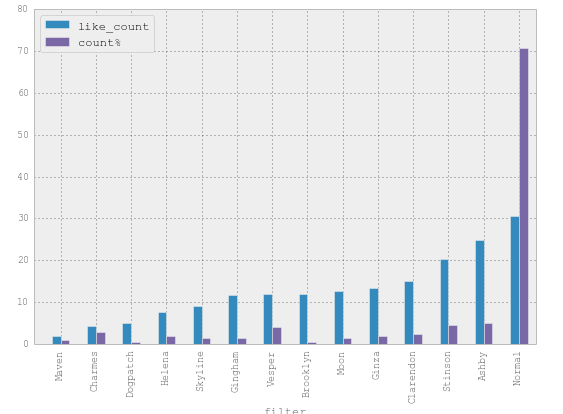 80
70
60
50
40
30
20
10
0
like_count
count%
Maven
Charmes
Dogpatch
Helena
Skyline
Gingham
Vesper
Brooklyn
Moon
Ginza
Clarendon
Stinson
Ashby
Normal
filter